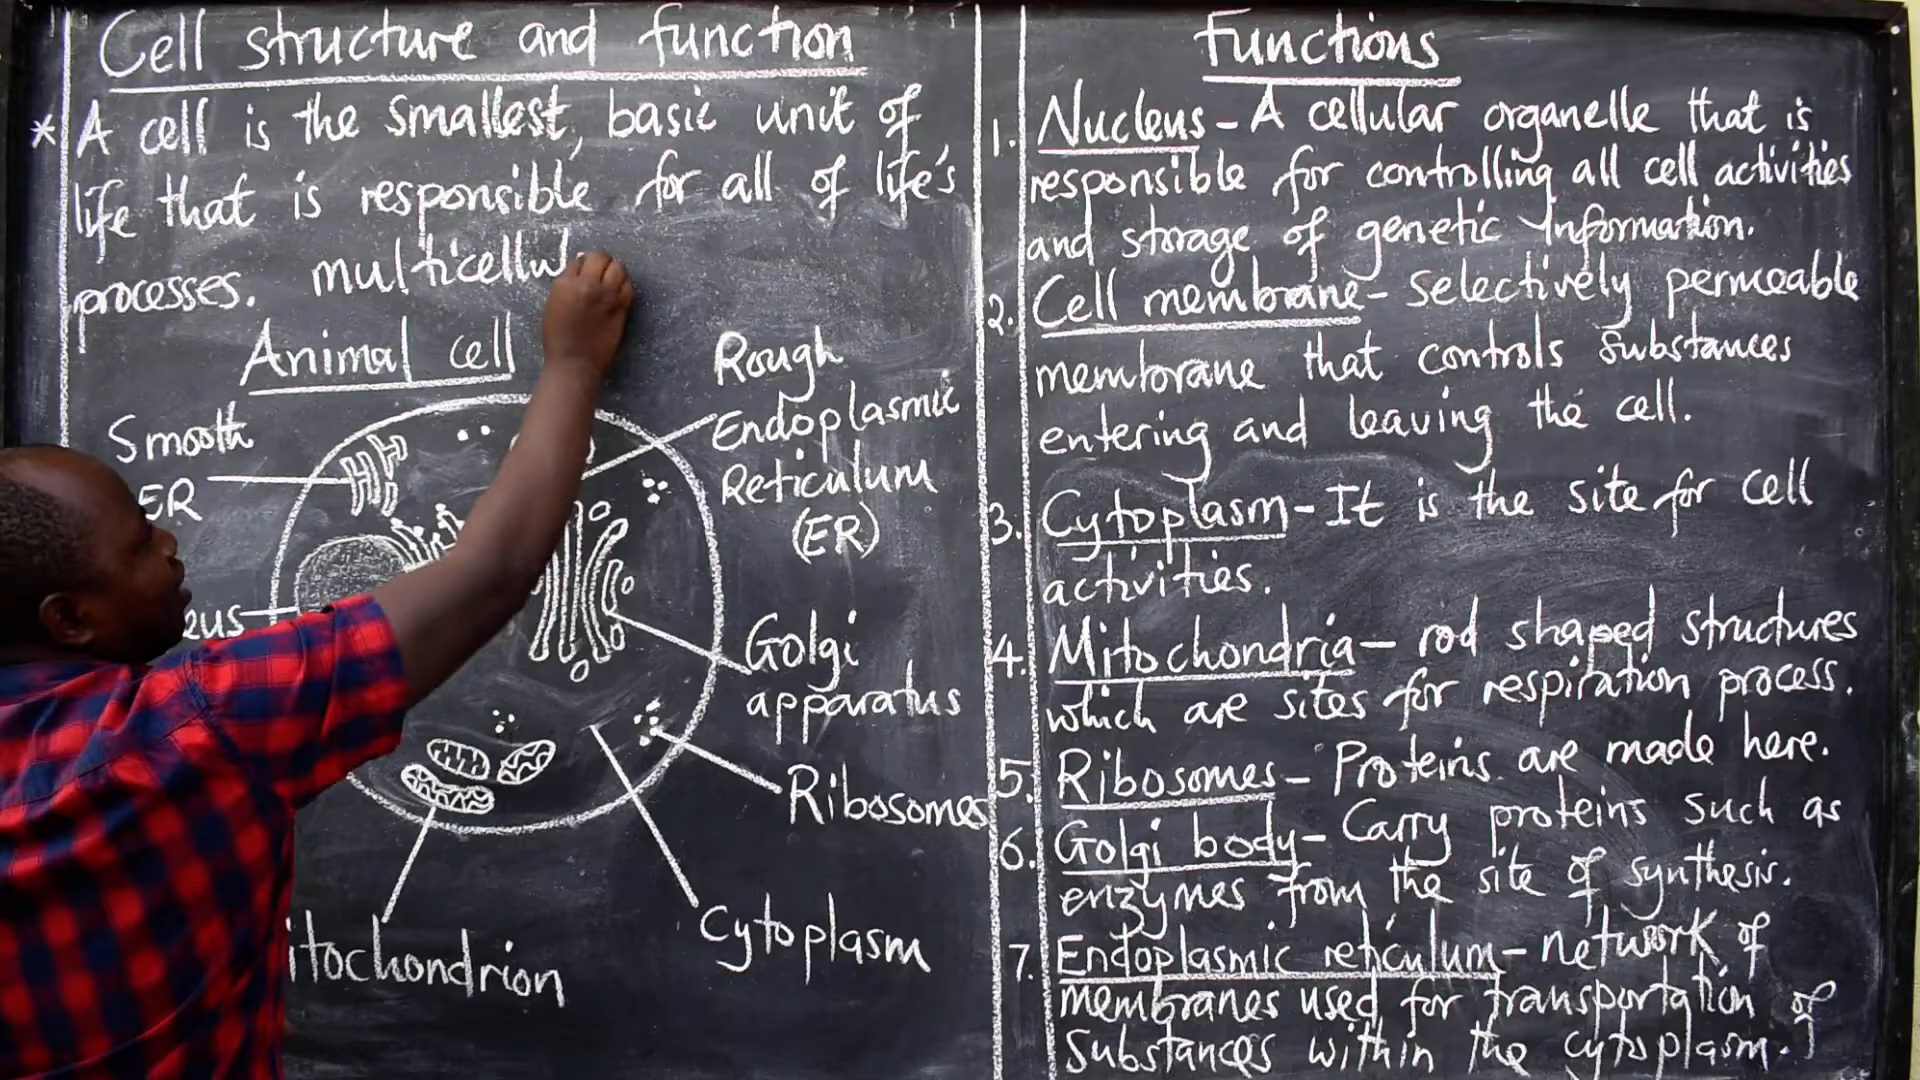 Cell structure and function
* A cell is the smallest, basic unit of
life that is responsible for all of life's
processes. multicellul
Animal cell
Smooth
ER
eus
Rough
Endoplasmic
Reticulum
(ER)
Golgi
apparatus
Ribosomes
Cytoplasm
itochondrion
Functions
1. Nucleus - A cellular organelle that is
responsible for controlling all cell activities
and storage of genetic information.
2. Cell membrane - Selectively permeable
membrane that controls substances
entering and leaving the cell.
3. Cytoplasm - It is the site for cell
activities.
4. Mitochondria - rod shaped structures
which are sites for respiration process.
5. Ribosomes - Proteins are made here.
6. Golgi body - Carry proteins such as
enzymes from the site of synthesis.
7. Endoplasmic reticulum - network of
membranes used for transportation of
Substances within the cytoplasm.